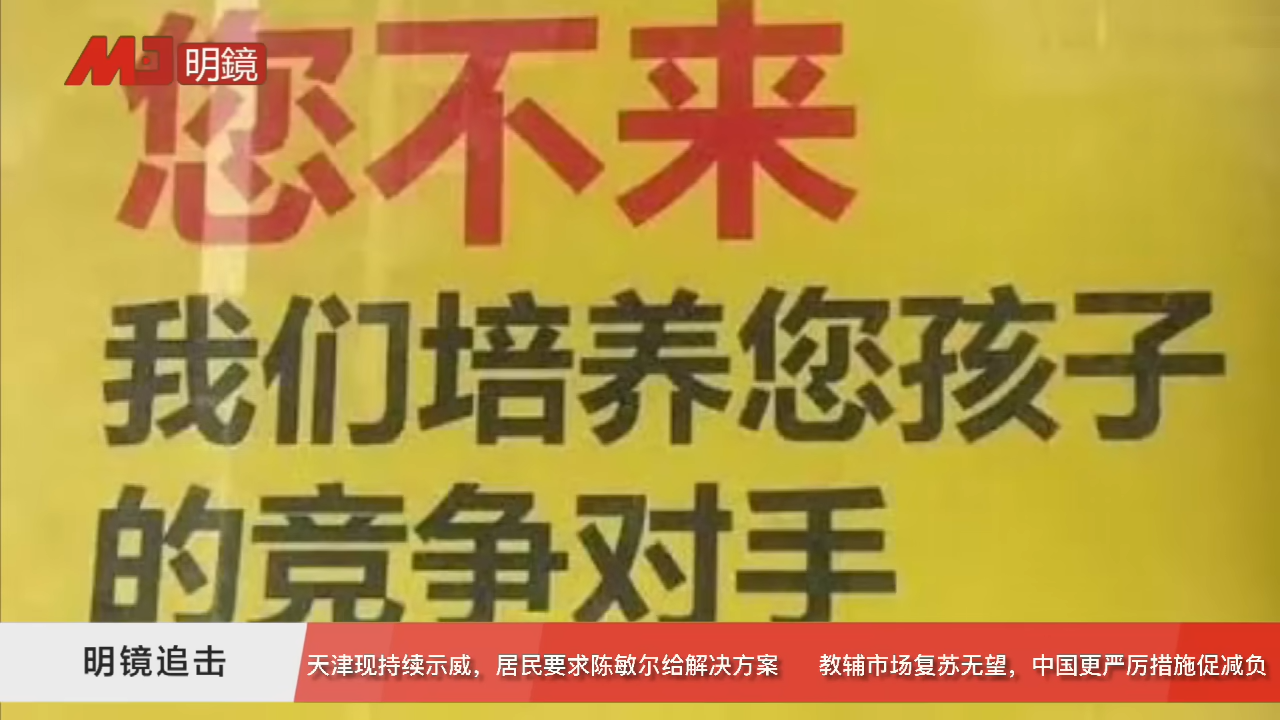 MJ 明鏡
您不来
我们培养您孩子
的竞争对手
明镜追击
天津现持续示威，居民要求陈敏尔给解决方案 教辅市场复苏无望，中国更严厉措施促减负